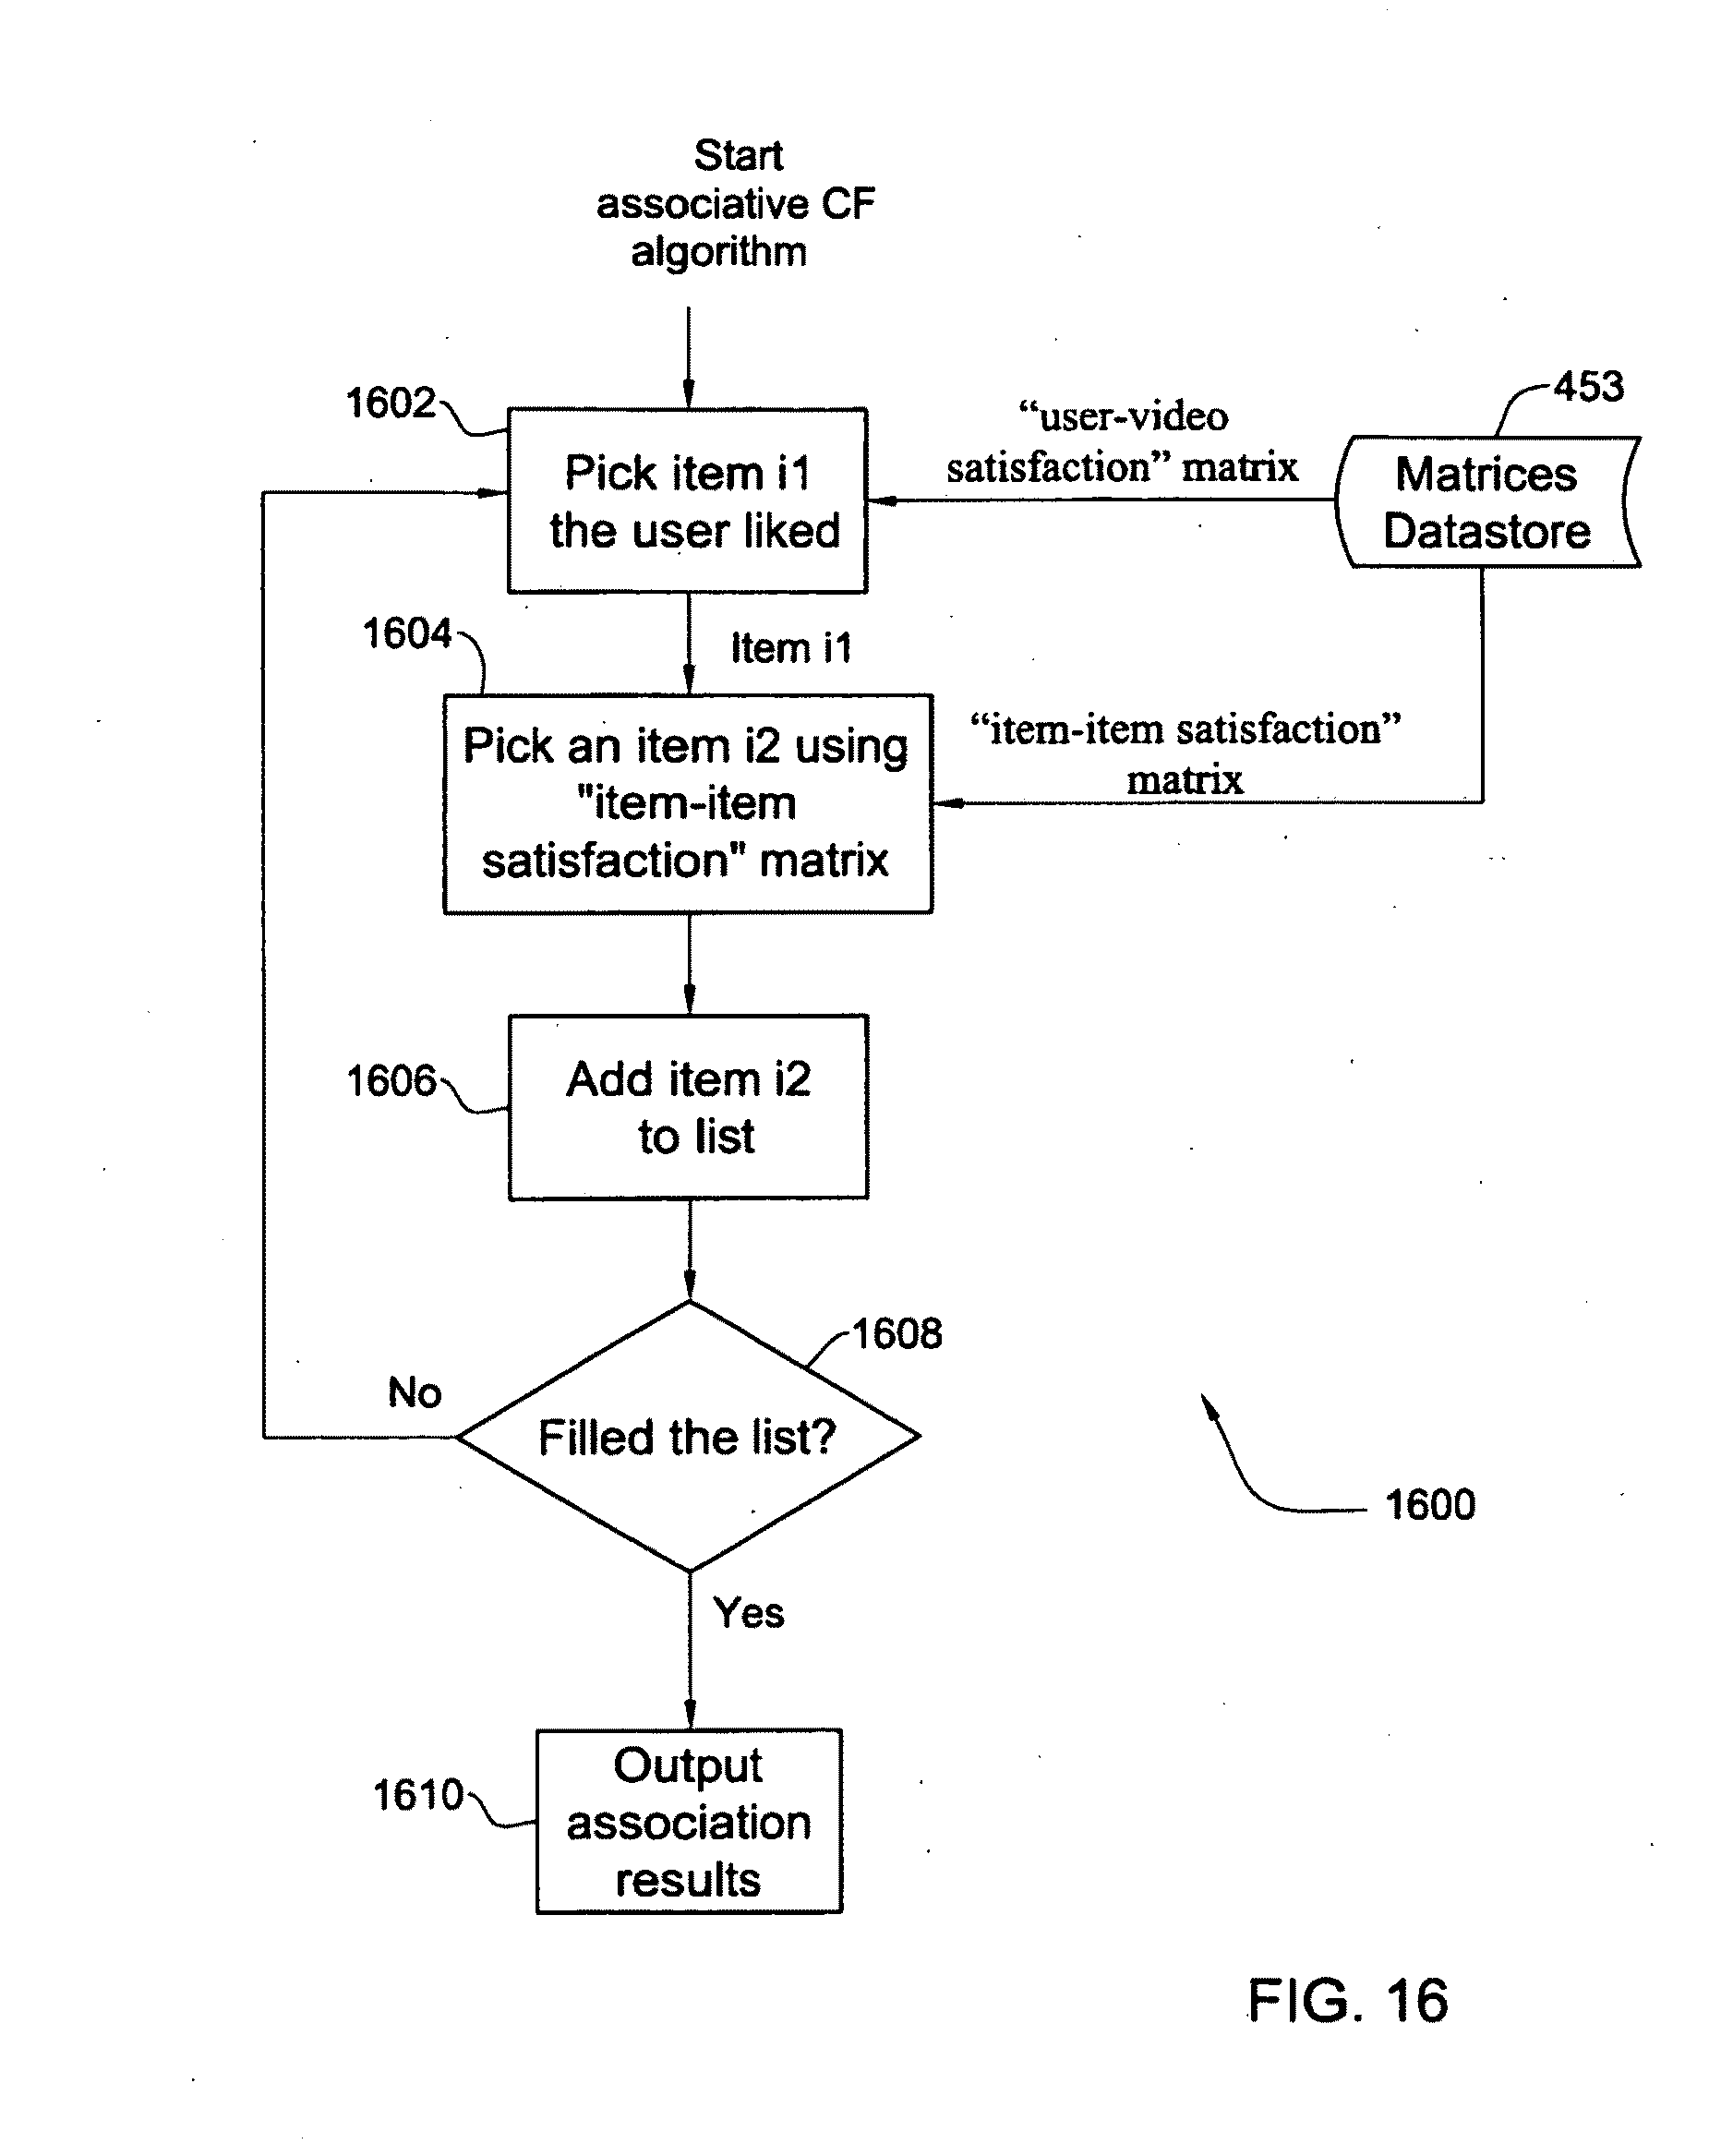 Start
associative CF
algorithm
1602
Pick item i1
the user liked
“user-video
satisfaction” matrix
453
Matrices
Datastore
1604
Item i1
Pick an item i2 using
"item-item
satisfaction" matrix
“item-item satisfaction”
matrix
1606
Add item i2
to list
1608
No
Filled the list?
1600
Yes
1610
Output
association
results
FIG. 16